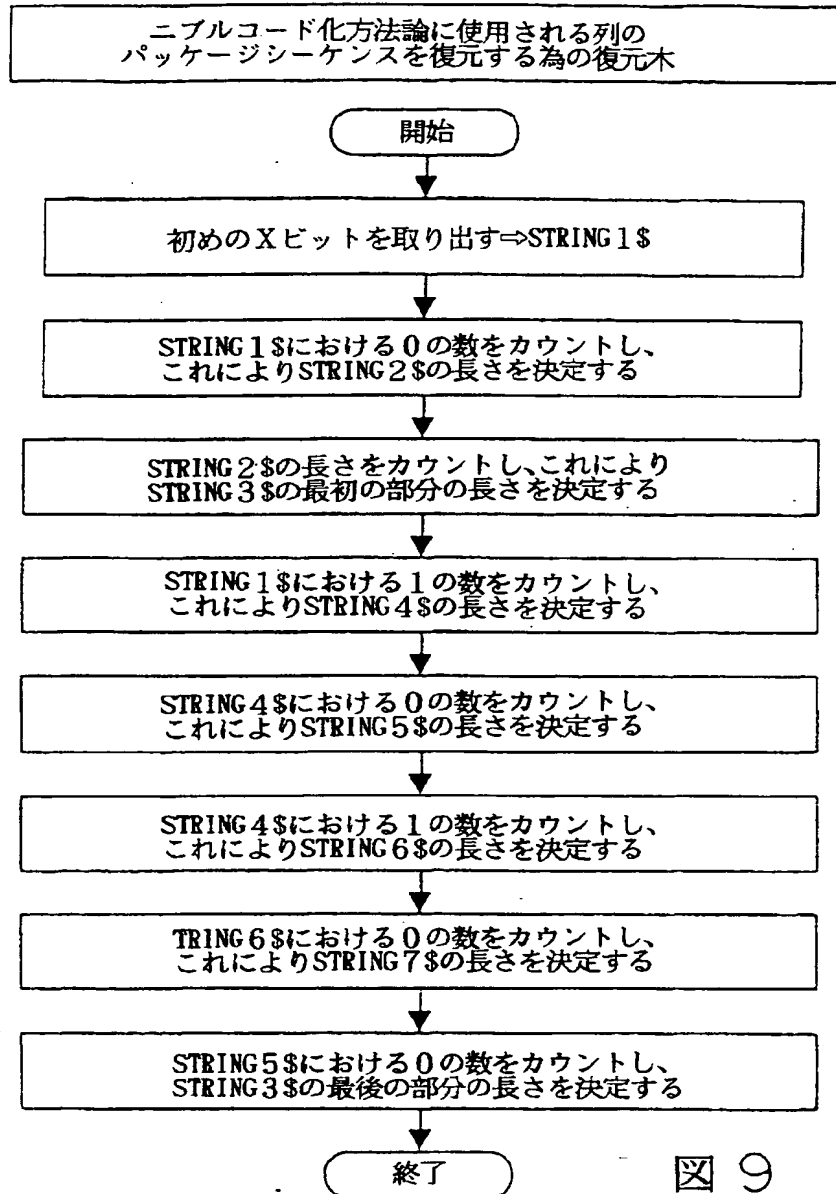 ニブルコード化方法論に使用される列の
パッケージシーケンスを復元する為の復元木
開始
初めのXビットを取り出す⇒STRING1$
STRING1$における0の数をカウントし、
これによりSTRING2$の長さを決定する
STRING2$の長さをカウントし、これにより
STRING3$の最初の部分の長さを決定する
STRING1$における1の数をカウントし、
これによりSTRING4$の長さを決定する
STRING4$における0の数をカウントし、
これによりSTRING5$の長さを決定する
STRING4$における1の数をカウントし、
これによりSTRING6$の長さを決定する
TRING6$における0の数をカウントし、
これによりSTRING7$の長さを決定する
STRING5$における0の数をカウントし、
STRING3$の最後の部分の長さを決定する
終了
図 9